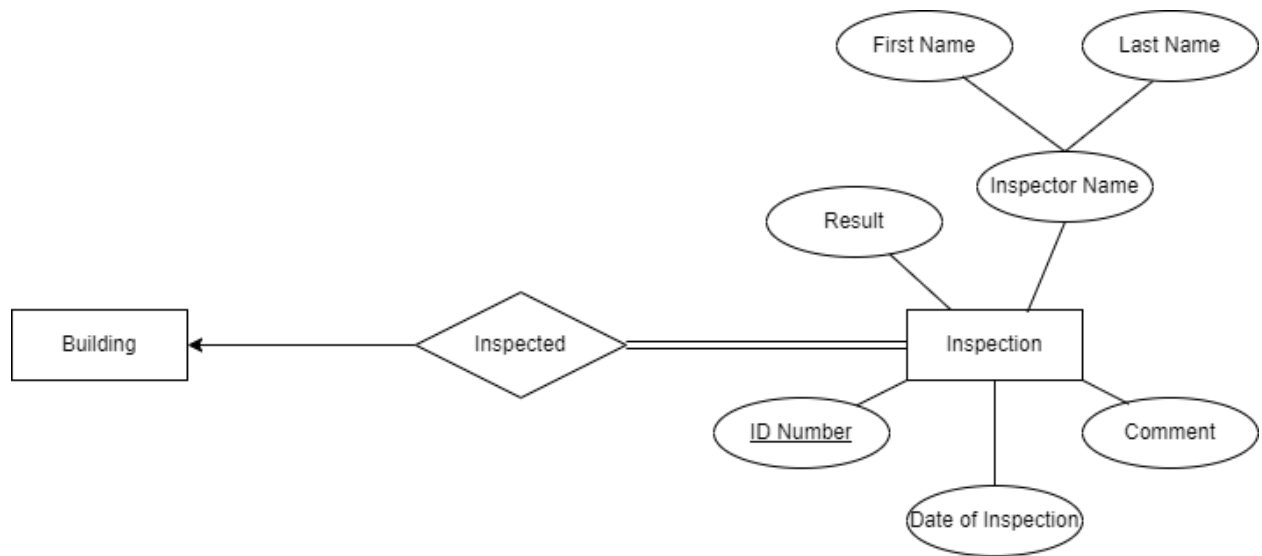 First Name
Last Name
Inspector Name
Result
Building
Inspected
Inspection
ID Number
Comment
Date of Inspection